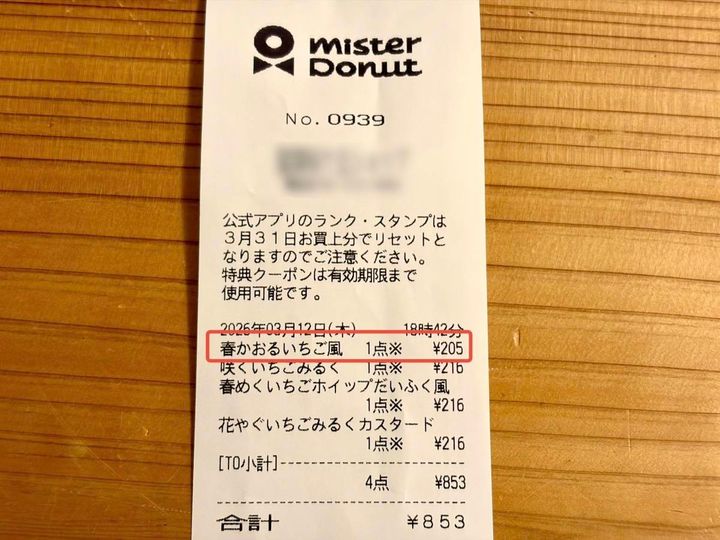 mister
Donut
No.0939
公式アプリのランク・スタンプは
3月31日お買上分でリセットと
なりますのでご注意ください。
特典クーポンは有効期限まで
使用可能です。
2026年03月12日(木) 18時42分
春かおるいちご風 1点※ ¥205
咲くいちごみるく 1点※ ¥216
春めくいちごホイップだいふく風
1点※ ¥216
花やぐいちごみるくカスタード
1点※ ¥216
[TO小計]
4点 ¥853
合計 ¥853